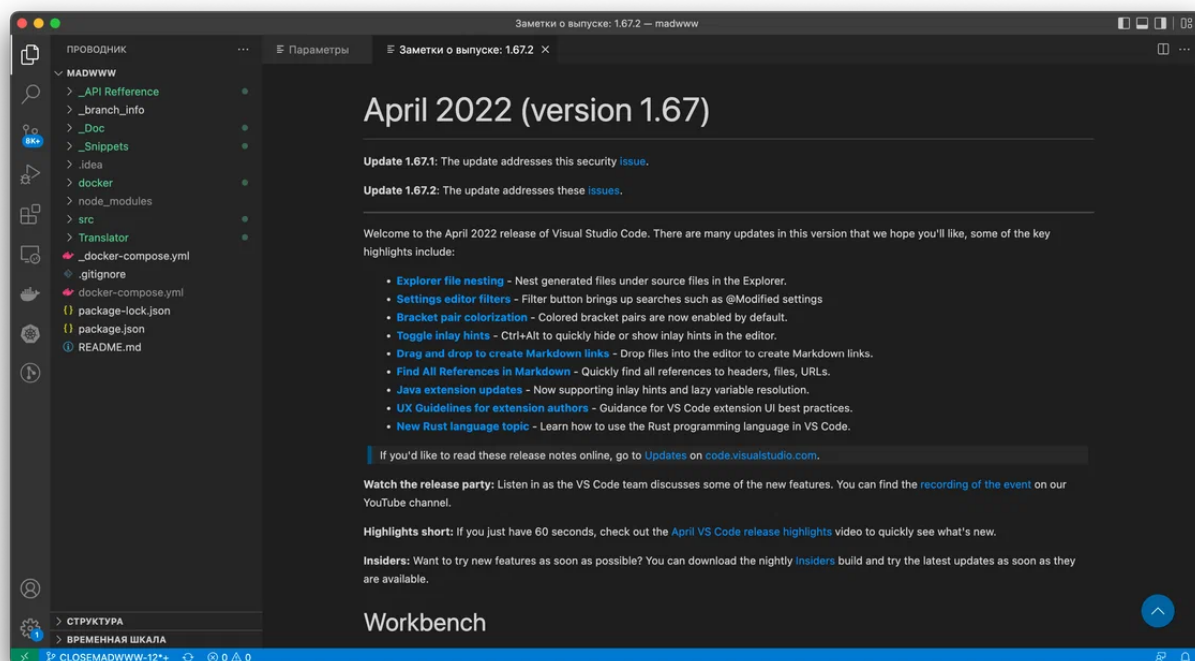 Заметки о выпуске: 1.67.2 — madwww
ПРОВОДНИК
Параметры
Заметки о выпуске: 1.67.2
MADWWW
_API Refference
_branch_info
_Doc
_Snippets
.idea
docker
node_modules
src
Translator
_docker-compose.yml
.gitignore
docker-compose.yml
package-lock.json
package.json
README.md
8K+
1
СТРУКТУРА
ВРЕМЕННАЯ ШКАЛА
April 2022 (version 1.67)
Update 1.67.1: The update addresses this security issue.
Update 1.67.2: The update addresses these issues.
Welcome to the April 2022 release of Visual Studio Code. There are many updates in this version that we hope you'll like, some of the key
highlights include:
• Explorer file nesting - Nest generated files under source files in the Explorer.
• Settings editor filters - Filter button brings up searches such as @Modified settings
• Bracket pair colorization - Colored bracket pairs are now enabled by default.
• Toggle inlay hints - Ctrl+Alt to quickly hide or show inlay hints in the editor.
• Drag and drop to create Markdown links - Drop files into the editor to create Markdown links.
• Find All References in Markdown - Quickly find all references to headers, files, URLs.
• Java extension updates - Now supporting inlay hints and lazy variable resolution.
• UX Guidelines for extension authors - Guidance for VS Code extension UI best practices.
• New Rust language topic - Learn how to use the Rust programming language in VS Code.
If you'd like to read these release notes online, go to Updates on code.visualstudio.com.
Watch the release party: Listen in as the VS Code team discusses some of the new features. You can find the recording of the event on our
YouTube channel.
Highlights short: If you just have 60 seconds, check out the April VS Code release highlights video to quickly see what's new.
Insiders: Want to try new features as soon as possible? You can download the nightly Insiders build and try the latest updates as soon as they
are available.
Workbench
CLOSEMADWWW-12*+ 0 0